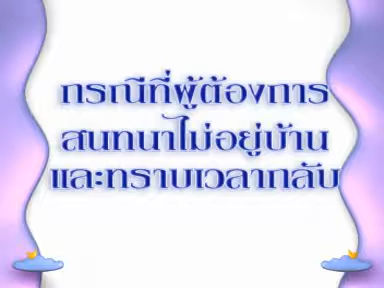 กรณีที่ผู้ต้องการ
สนทนาไม่อยู่บ้าน
และทราบเวลากลับ